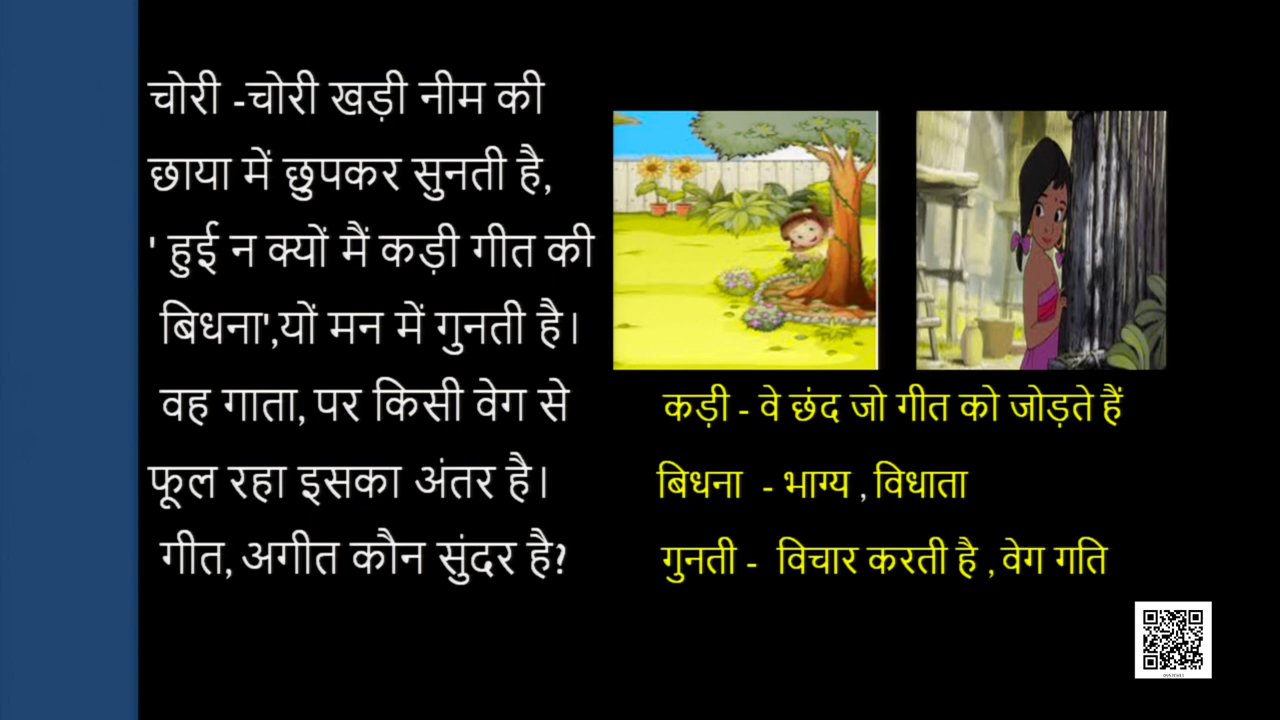 चोरी -चोरी खड़ी नीम की
छाया में छुपकर सुनती है,
' हुई न क्यों मैं कड़ी गीत की
बिधना',यों मन में गुनती है।
वह गाता, पर किसी वेग से
फूल रहा इसका अंतर है।
गीत, अगीत कौन सुंदर है?
कड़ी - वे छंद जो गीत को जोड़ते हैं
बिधना - भाग्य , विधाता
गुनती - विचार करती है , वेग गति